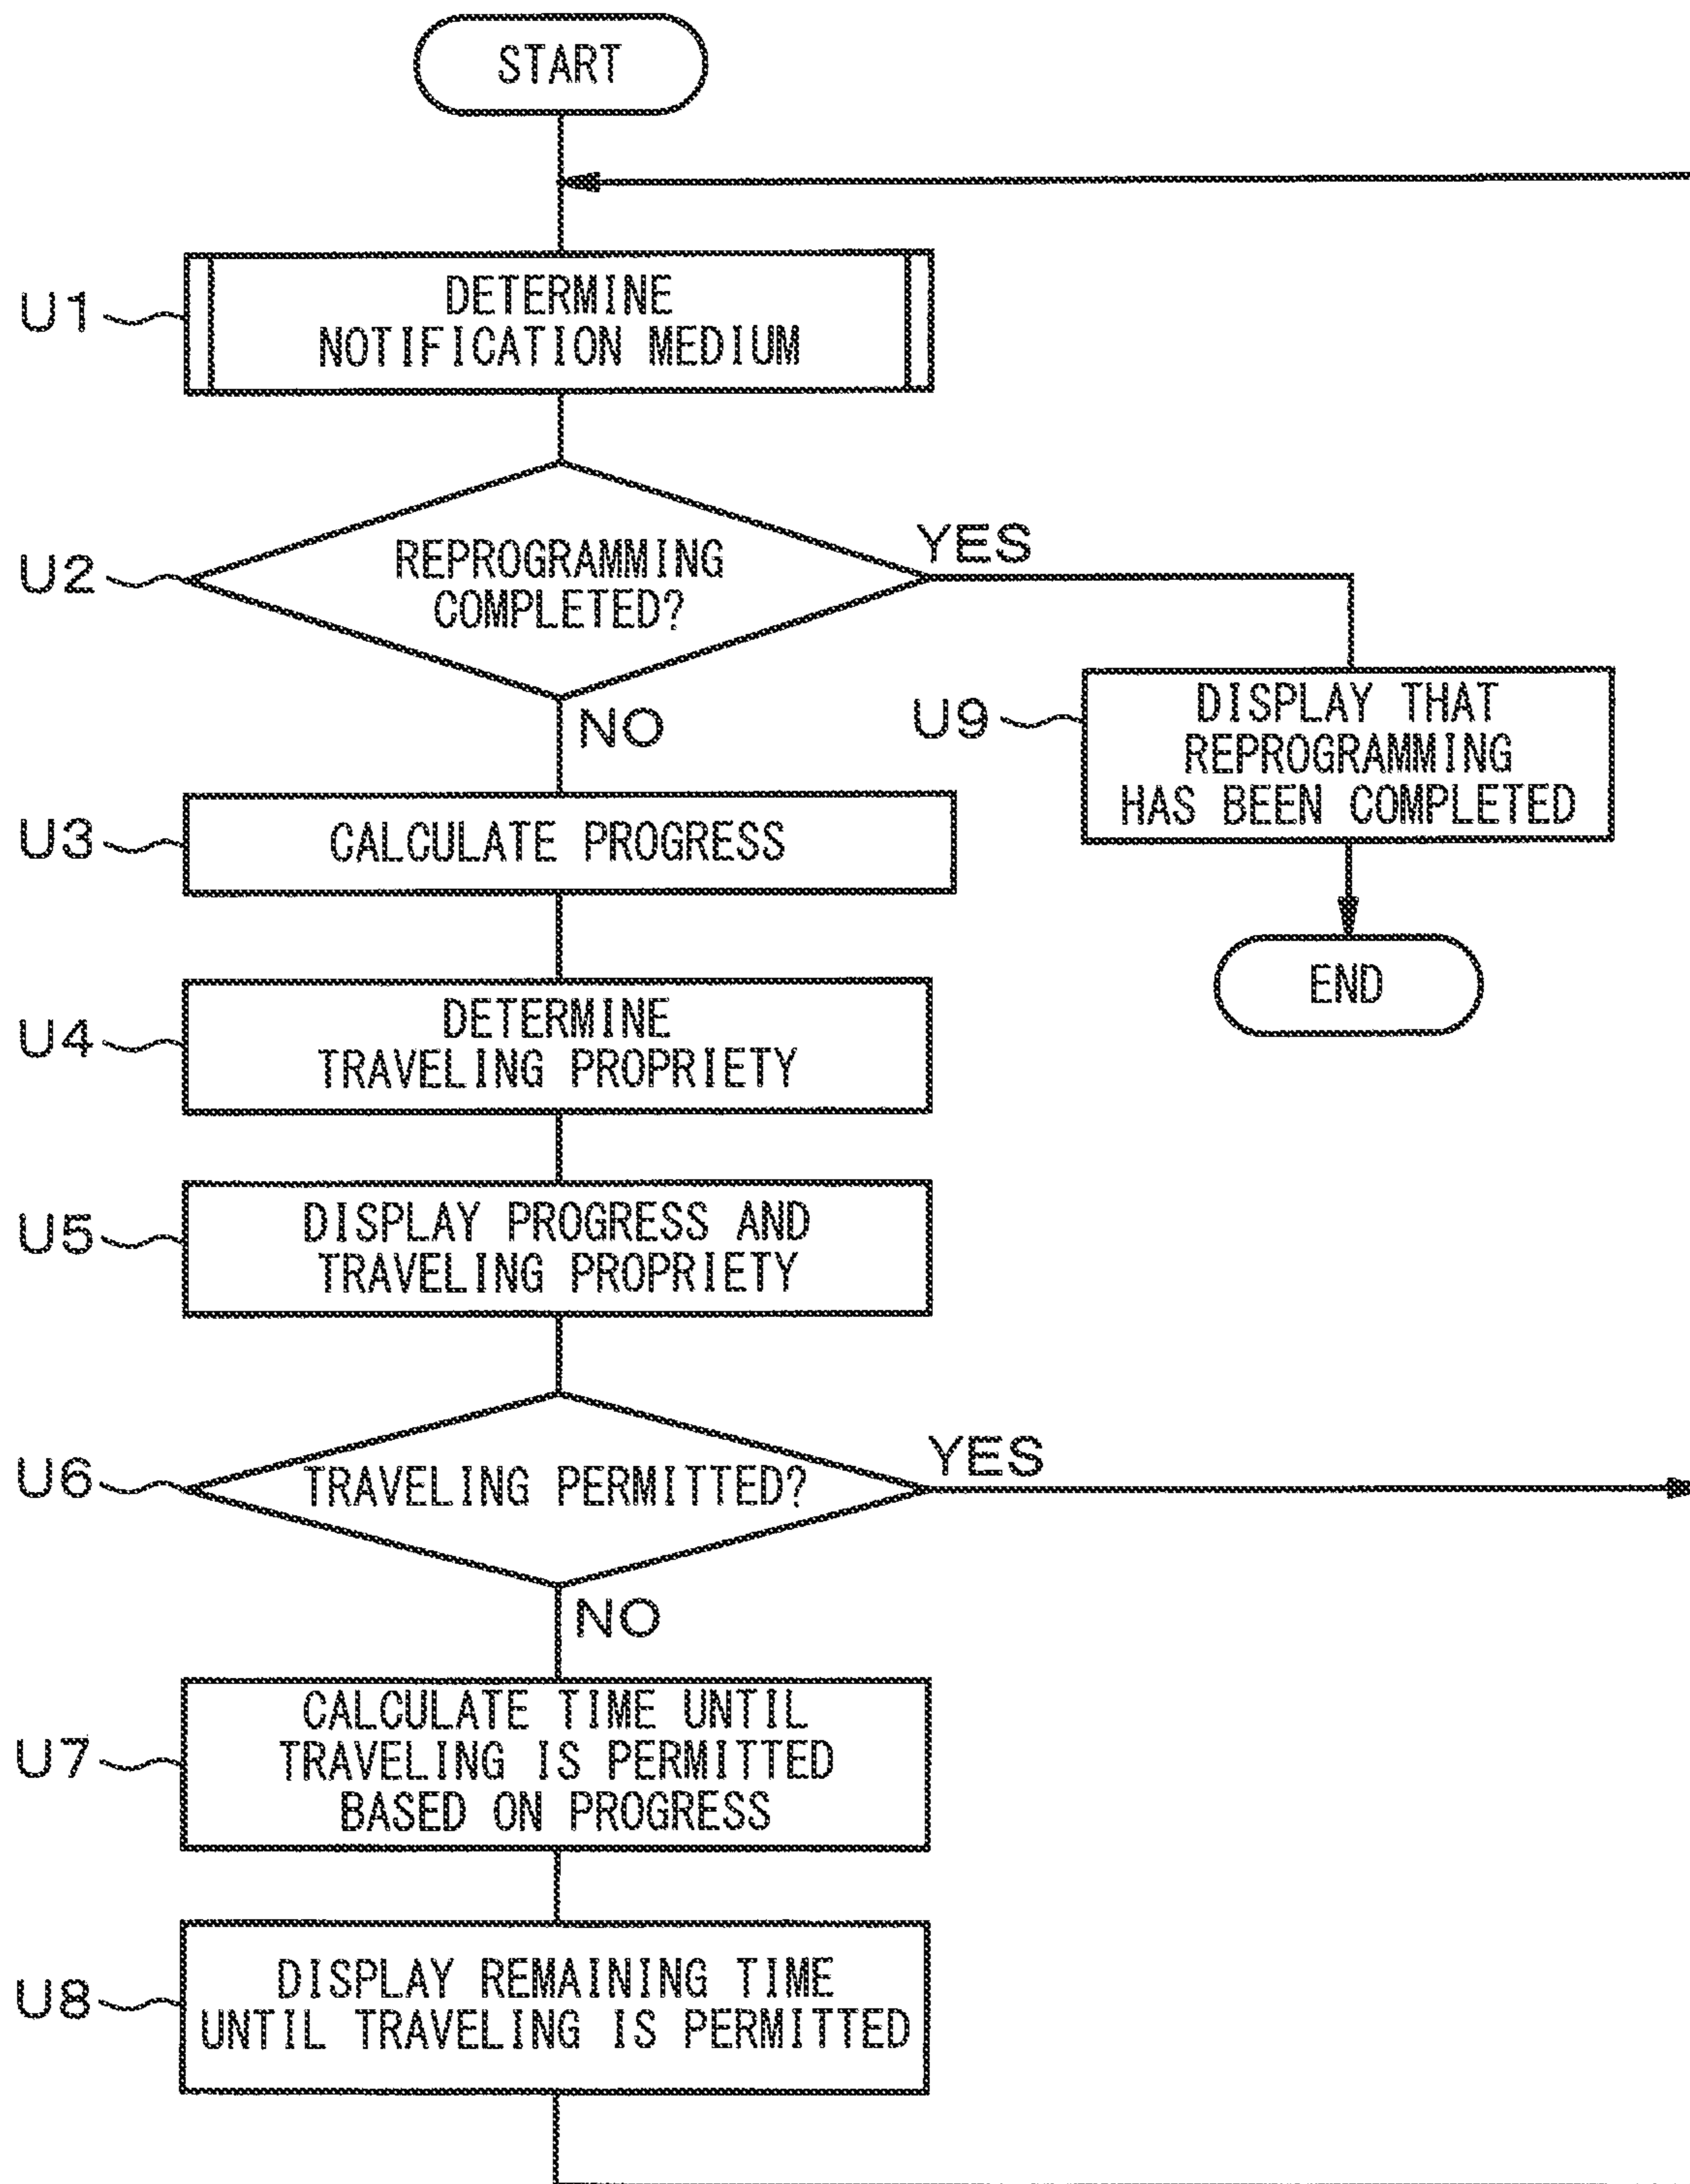 START
U1
DETERMINE
NOTIFICATION MEDIUM
U2
REPROGRAMMING
COMPLETED?
YES
NO
U9
DISPLAY THAT
REPROGRAMMING
HAS BEEN COMPLETED
END
U3
CALCULATE PROGRESS
U4
DETERMINE
TRAVELING PROPRIETY
U5
DISPLAY PROGRESS AND
TRAVELING PROPRIETY
U6
TRAVELING PERMITTED?
YES
NO
U7
CALCULATE TIME UNTIL
TRAVELING IS PERMITTED
BASED ON PROGRESS
U8
DISPLAY REMAINING TIME
UNTIL TRAVELING IS PERMITTED